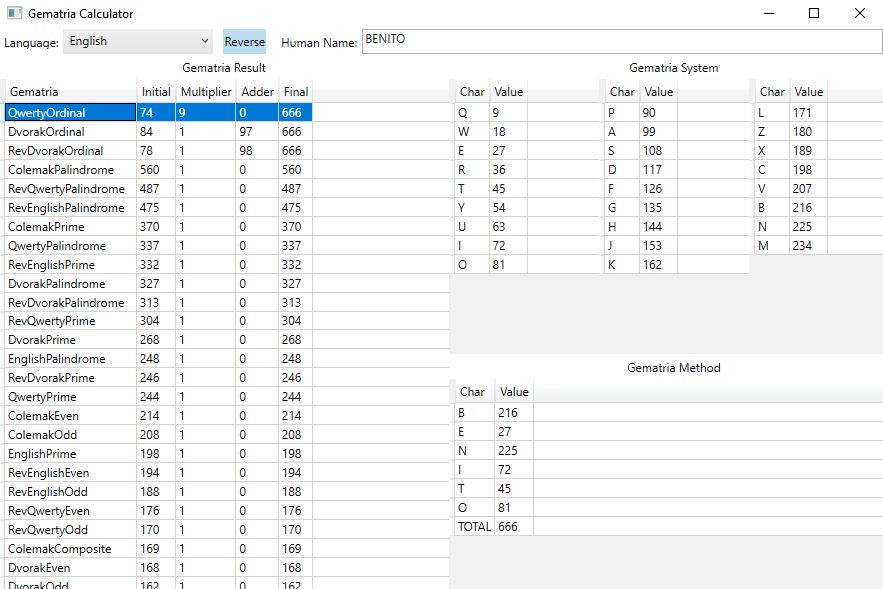 Gematria Calculator
Language: English Reverse Human Name: BENITO
Gematria Result
Gematria Initial Multiplier Adder Final
QwertyOrdinal 74 9 0 666
DvorakOrdinal 84 1 97 666
RevDvorakOrdinal 78 1 98 666
ColemakPalindrome 560 1 0 560
RevQwertyPalindrome 487 1 0 487
RevEnglishPalindrome 475 1 0 475
ColemakPrime 370 1 0 370
QwertyPalindrome 337 1 0 337
RevEnglishPrime 332 1 0 332
DvorakPalindrome 327 1 0 327
RevDvorakPalindrome 313 1 0 313
RevQwertyPrime 304 1 0 304
DvorakPrime 268 1 0 268
EnglishPalindrome 248 1 0 248
RevDvorakPrime 246 1 0 246
QwertyPrime 244 1 0 244
ColemakEven 214 1 0 214
ColemakOdd 208 1 0 208
EnglishPrime 198 1 0 198
RevEnglishEven 194 1 0 194
RevEnglishOdd 188 1 0 188
RevQwertyEven 176 1 0 176
RevQwertyOdd 170 1 0 170
ColemakComposite 169 1 0 169
DvorakEven 168 1 0 168
DvorakOdd 162 1 0 162
Gematria System
Char Value Char Value Char Value
Q 9 P 90 L 171
W 18 A 99 Z 180
E 27 S 108 X 189
R 36 D 117 C 198
T 45 F 126 V 207
Y 54 G 135 B 216
U 63 H 144 N 225
I 72 J 153 M 234
O 81 K 162
Gematria Method
Char Value
B 216
E 27
N 225
I 72
T 45
O 81
TOTAL 666